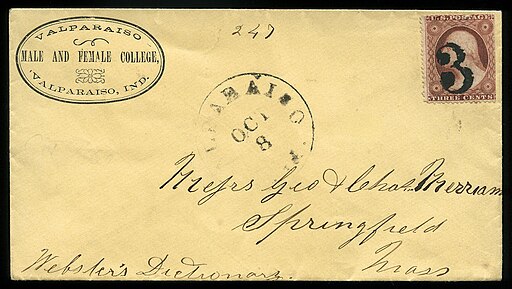 VALPARAISO
MALE AND FEMALE COLLEGE,
VALPARAISO, IND.
247
U.S. POSTAGE
3
THREE CENTS
OCT
8
Messrs Geo & Chas Merriam
Springfield
Mass
Webster's Dictionary.